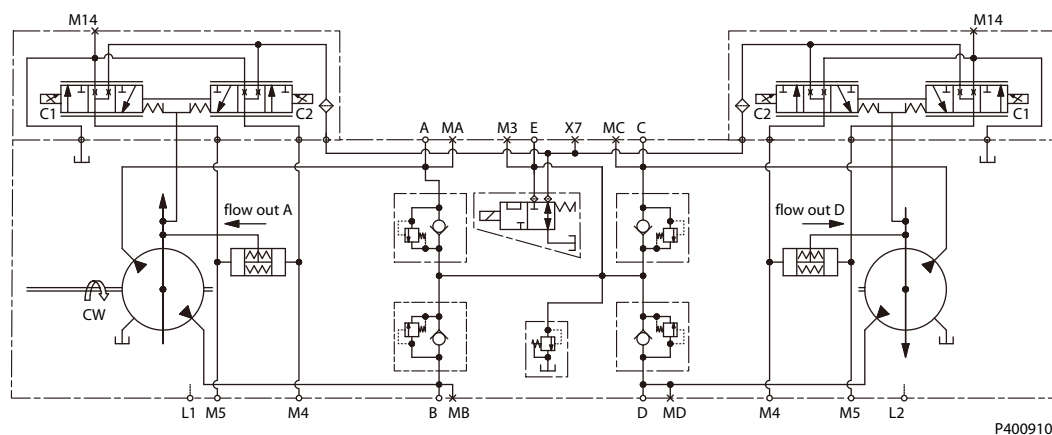 M14 M14
C1 C2 C2 C1
A MA M3 E X7 MC C
flow out A flow out D
CW
L1 M5 M4 B MB D MD M4 M5 L2
P400910